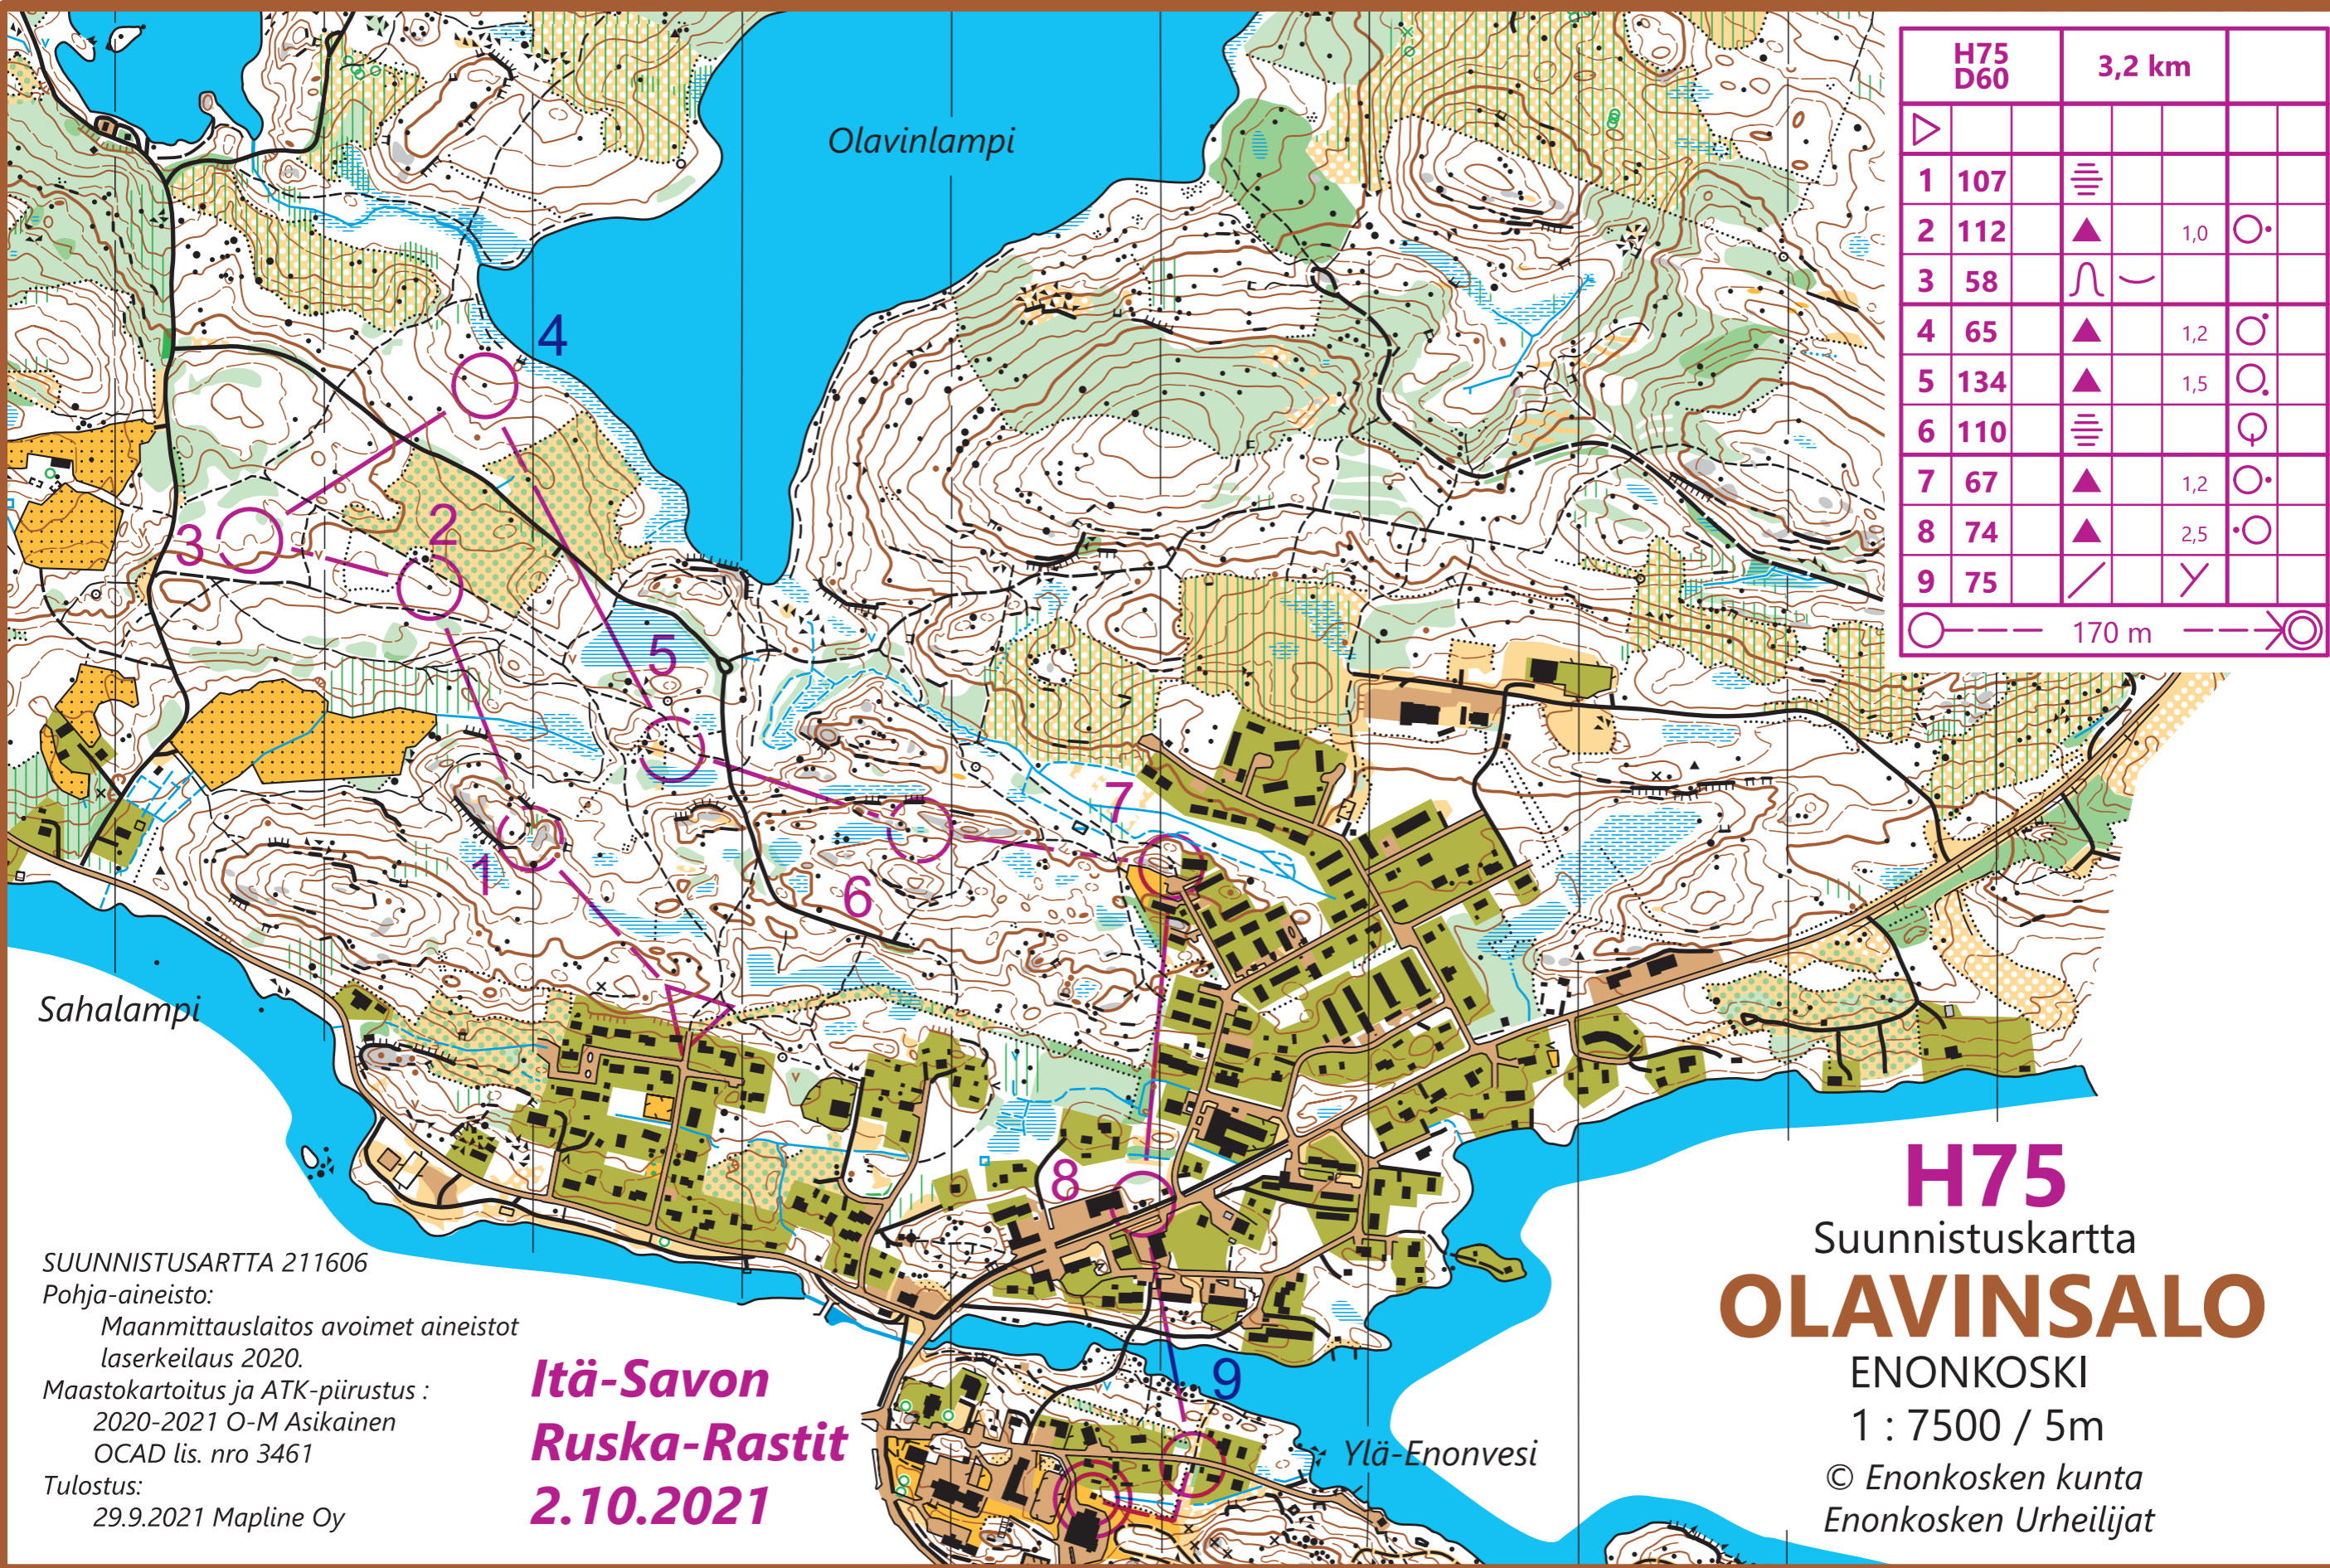 Olavinlampi
H75
D60
3,2 km
1 107
2 112 1,0
3 58
4 65 1,2
5 134 1,5
6 110
7 67 1,2
8 74 2,5
9 75
170 m
4
2
3
5
7
1
6
8
9
Sahalampi
Ylä-Enonvesi
SUUNNISTUSARTTA 211606
Pohja-aineisto:
Maanmittauslaitos avoimet aineistot
laserkeilaus 2020.
Maastokartoitus ja ATK-piirustus :
2020-2021 O-M Asikainen
OCAD lis. nro 3461
Tulostus:
29.9.2021 Mapline Oy
Itä-Savon
Ruska-Rastit
2.10.2021
H75
Suunnistuskartta
OLAVINSALO
ENONKOSKI
1 : 7500 / 5m
© Enonkosken kunta
Enonkosken Urheilijat